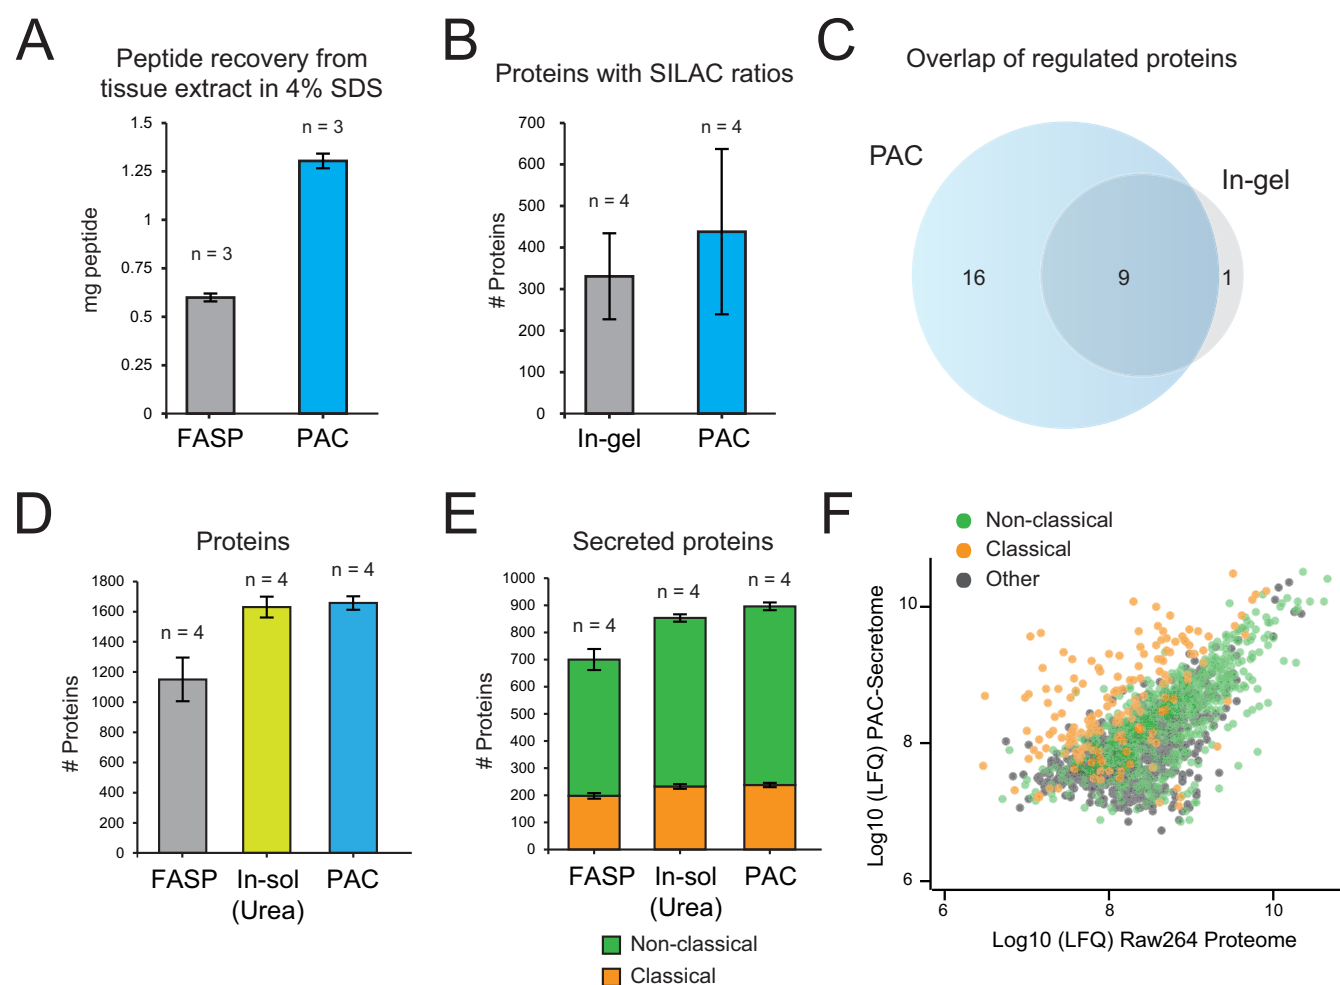 A
Peptide recovery from
tissue extract in 4% SDS
1.5
1.25
1
0.75
0.5
0.25
0
mg peptide
n = 3
n = 3
FASP
PAC
B
Proteins with SILAC ratios
700
600
500
400
300
200
100
0
# Proteins
n = 4
n = 4
In-gel
PAC
C
Overlap of regulated proteins
PAC
In-gel
16
9
1
D
Proteins
1800
1600
1400
1200
1000
800
600
400
200
0
# Proteins
n = 4
n = 4
n = 4
FASP
In-sol
(Urea)
PAC
E
Secreted proteins
1000
900
800
700
600
500
400
300
200
100
0
# Proteins
n = 4
n = 4
n = 4
FASP
In-sol
(Urea)
PAC
Non-classical
Classical
F
Non-classical
Classical
Other
Log10 (LFQ) PAC-Secretome
10
8
6
6
8
10
Log10 (LFQ) Raw264 Proteome